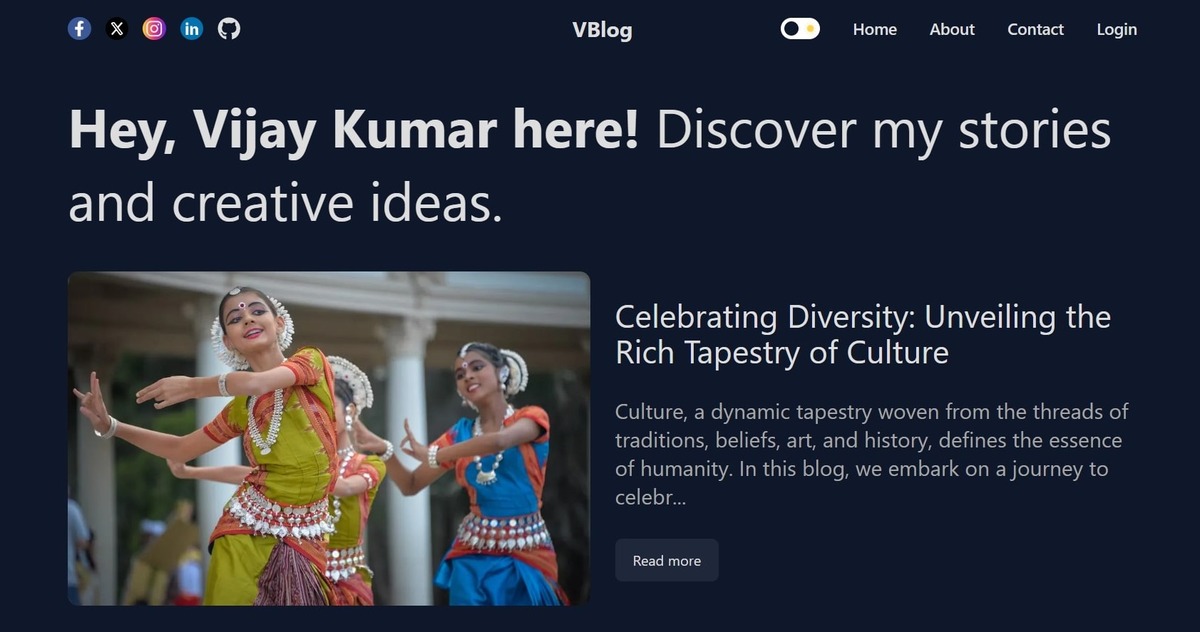 VBlog
Home
About
Contact
Login
Hey, Vijay Kumar here! Discover my stories
and creative ideas.
Celebrating Diversity: Unveiling the
Rich Tapestry of Culture
Culture, a dynamic tapestry woven from the threads of
traditions, beliefs, art, and history, defines the essence
of humanity. In this blog, we embark on a journey to
celebr...
Read more